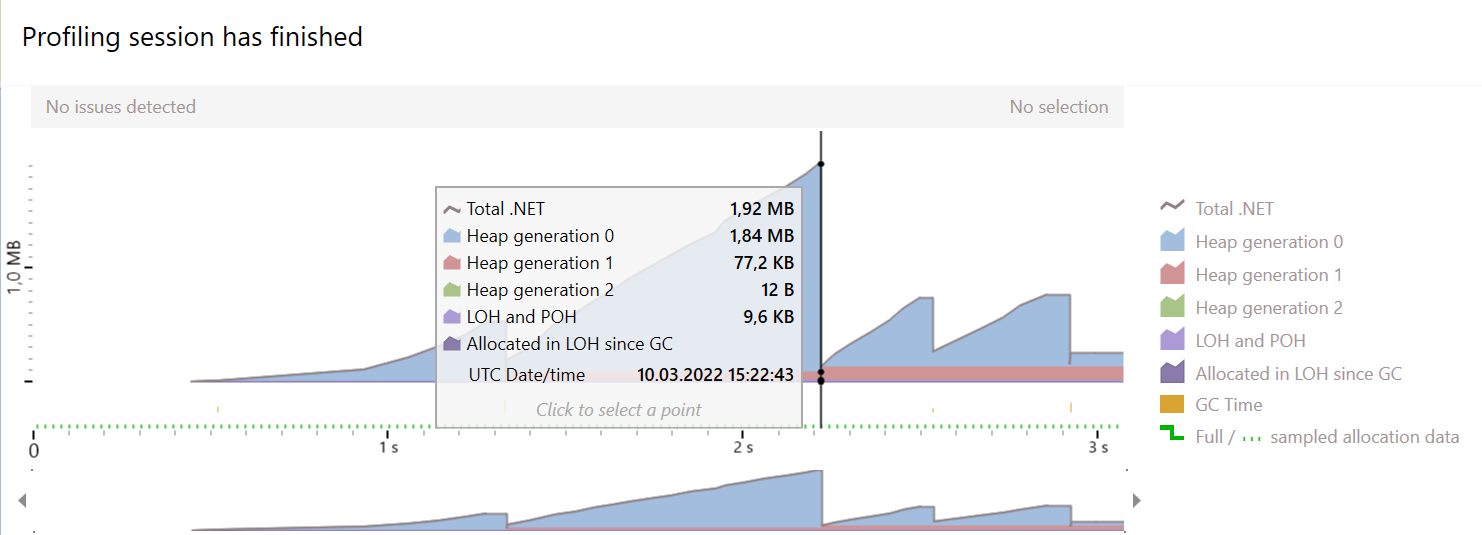 Profiling session has finished
No issues detected No selection
1,0 MB
Total .NET 1,92 MB
Heap generation 0 1,84 MB
Heap generation 1 77,2 KB
Heap generation 2 12 B
LOH and POH 9,6 KB
Allocated in LOH since GC
UTC Date/time 10.03.2022 15:22:43
Click to select a point
Total .NET
Heap generation 0
Heap generation 1
Heap generation 2
LOH and POH
Allocated in LOH since GC
GC Time
Full / sampled allocation data
0 1 s 2 s 3 s